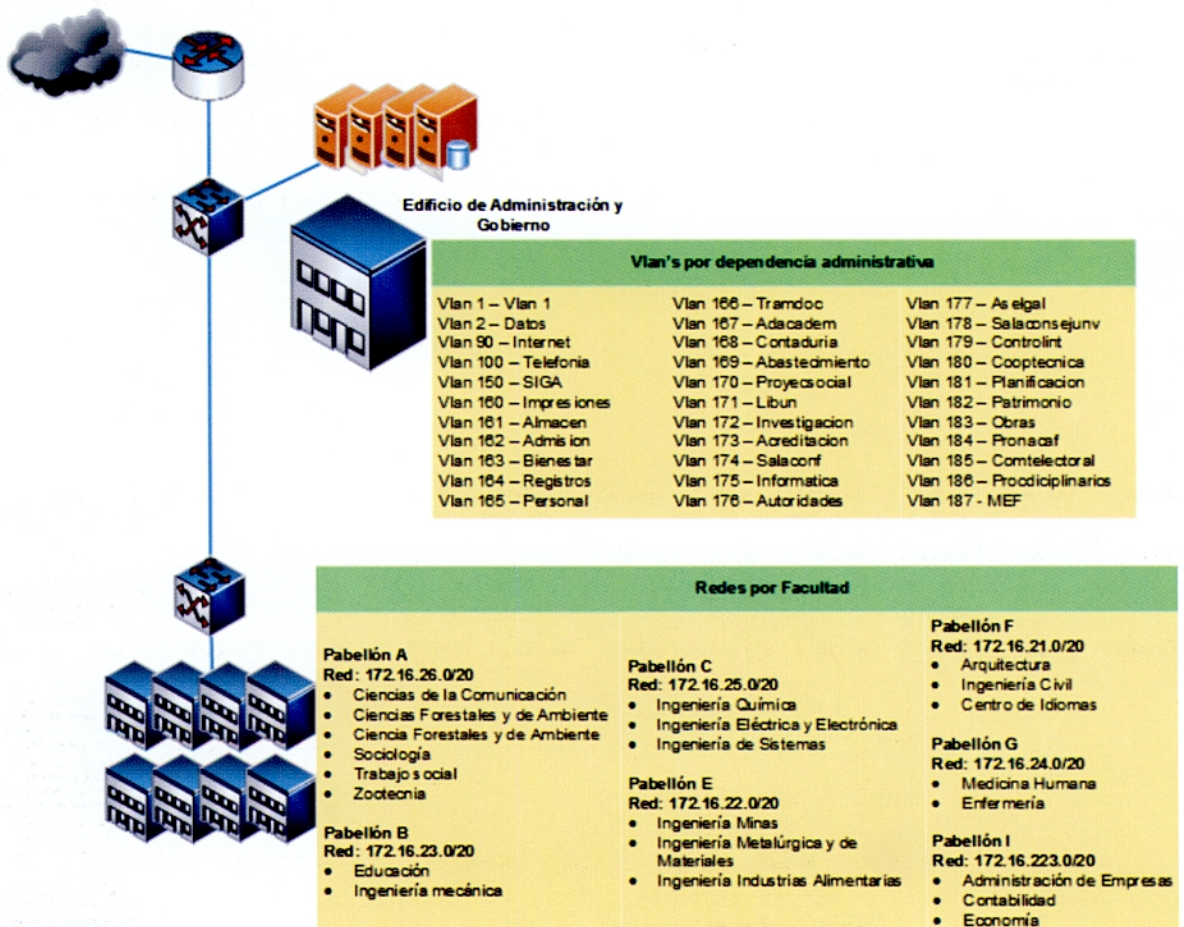 Edificio de Administración y
Gobierno
Vlan's por dependencia administrativa
Vlan 1 – Vlan 1
Vlan 2 – Datos
Vlan 90 – Internet
Vlan 100 – Telefonia
Vlan 150 – SIGA
Vlan 160 – Impresiones
Vlan 161 – Almacen
Vlan 162 – Admision
Vlan 163 – Bienestar
Vlan 164 – Registros
Vlan 165 – Personal
Vlan 166 – Tramdoc
Vlan 167 – Adacadem
Vlan 168 – Contaduria
Vlan 169 – Abastecimiento
Vlan 170 – Proyecsocial
Vlan 171 – Libun
Vlan 172 – Investigacion
Vlan 173 – Acreditacion
Vlan 174 – Salaconf
Vlan 175 – Informatica
Vlan 176 – Autoridades
Vlan 177 – Aselgal
Vlan 178 – Salaconsejunv
Vlan 179 – Controlint
Vlan 180 – Cooptecnica
Vlan 181 – Planificacion
Vlan 182 – Patrimonio
Vlan 183 – Obras
Vlan 184 – Pronacaf
Vlan 185 – Comtelectoral
Vlan 186 – Procdiciplinarios
Vlan 187 - MEF
Redes por Facultad
Pabellón A
Red: 172.16.26.0/20
• Ciencias de la Comunicación
• Ciencias Forestales y de Ambiente
• Ciencia Forestales y de Ambiente
• Sociología
• Trabajo social
• Zootecnia
Pabellón B
Red: 172.16.23.0/20
• Educación
• Ingeniería mecánica
Pabellón C
Red: 172.16.25.0/20
• Ingeniería Química
• Ingeniería Eléctrica y Electrónica
• Ingeniería de Sistemas
Pabellón E
Red: 172.16.22.0/20
• Ingeniería Minas
• Ingeniería Metalúrgica y de
Materiales
• Ingeniería Industrias Alimentarias
Pabellón F
Red: 172.16.21.0/20
• Arquitectura
• Ingeniería Civil
• Centro de Idiomas
Pabellón G
Red: 172.16.24.0/20
• Medicina Humana
• Enfermería
Pabellón I
Red: 172.16.223.0/20
• Administración de Empresas
• Contabilidad
• Economía